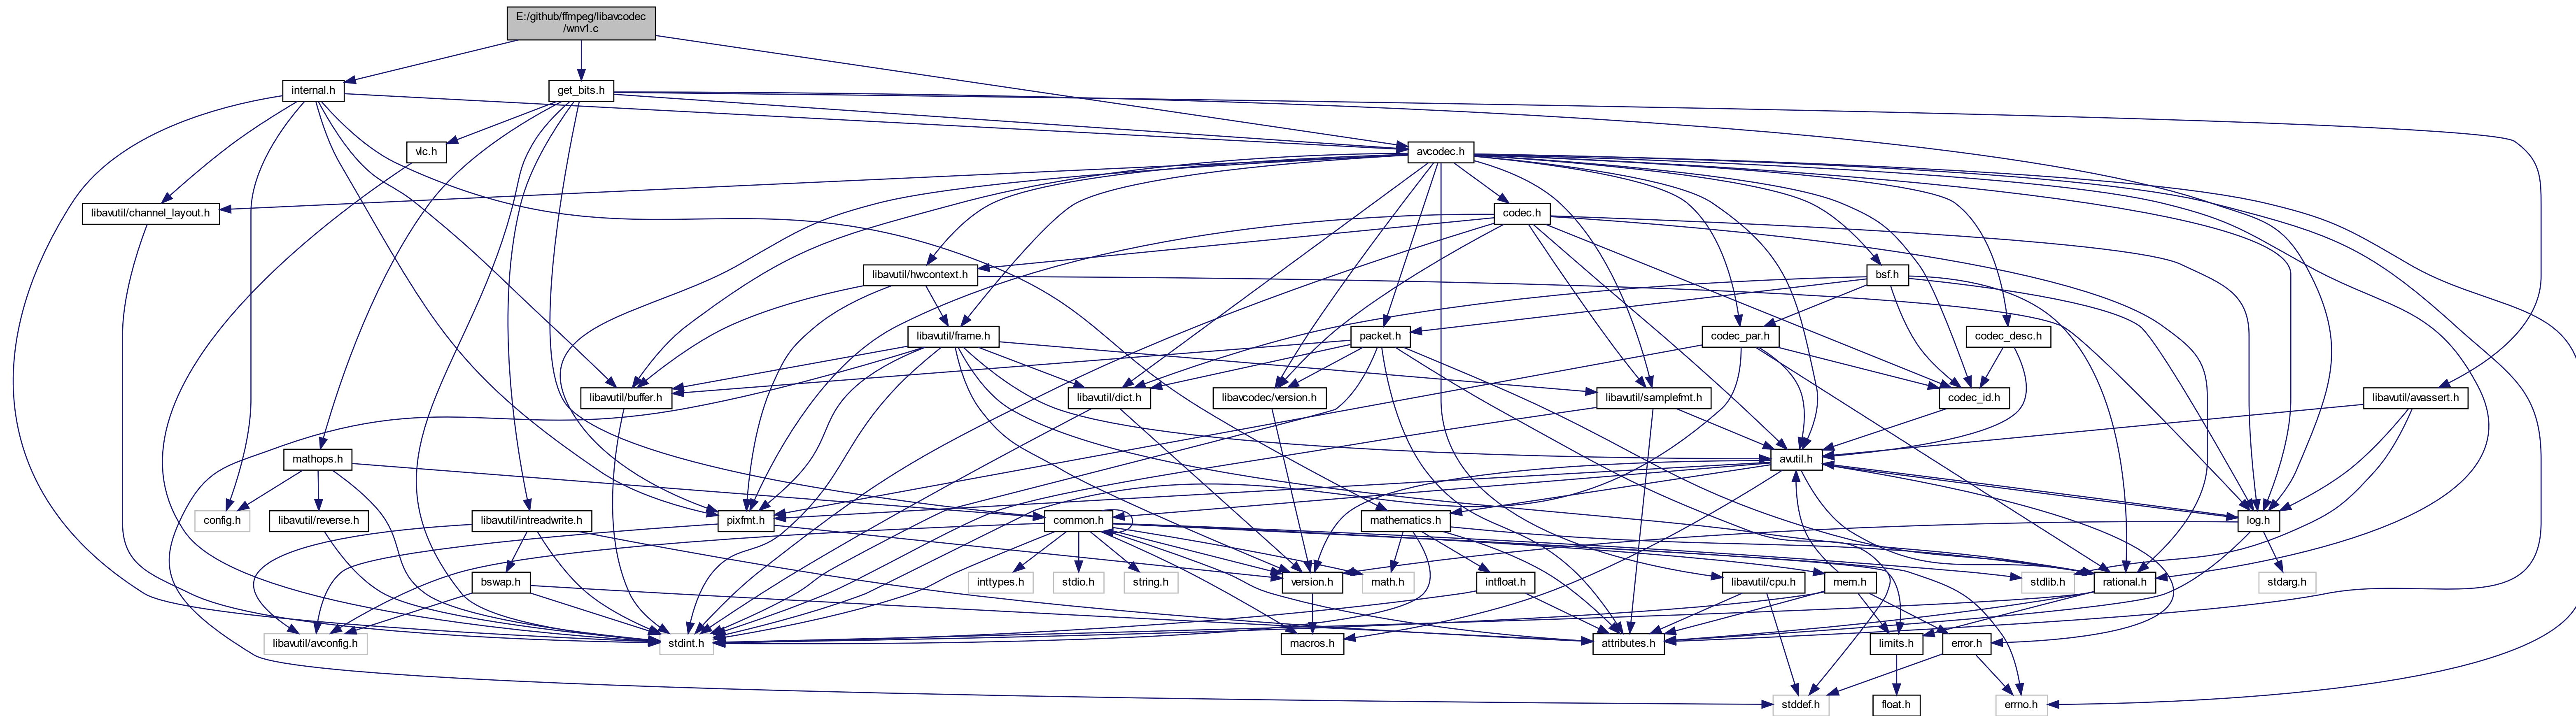 E:/github/ffmpeg/libavcodec
/wnv1.c
internal.h
get_bits.h
vlc.h
avcodec.h
libavutil/channel_layout.h
codec.h
libavutil/hwcontext.h
bsf.h
libavutil/frame.h
packet.h
codec_par.h
codec_desc.h
libavutil/buffer.h
libavutil/dict.h
libavcodec/version.h
libavutil/samplefmt.h
codec_id.h
libavutil/avassert.h
mathops.h
avutil.h
config.h
libavutil/reverse.h
libavutil/intreadwrite.h
pixfmt.h
common.h
mathematics.h
log.h
bswap.h
inttypes.h
stdio.h
string.h
version.h
math.h
intfloat.h
libavutil/cpu.h
mem.h
stdlib.h
rational.h
stdarg.h
libavutil/avconfig.h
stdint.h
macros.h
attributes.h
limits.h
error.h
stddef.h
float.h
errno.h